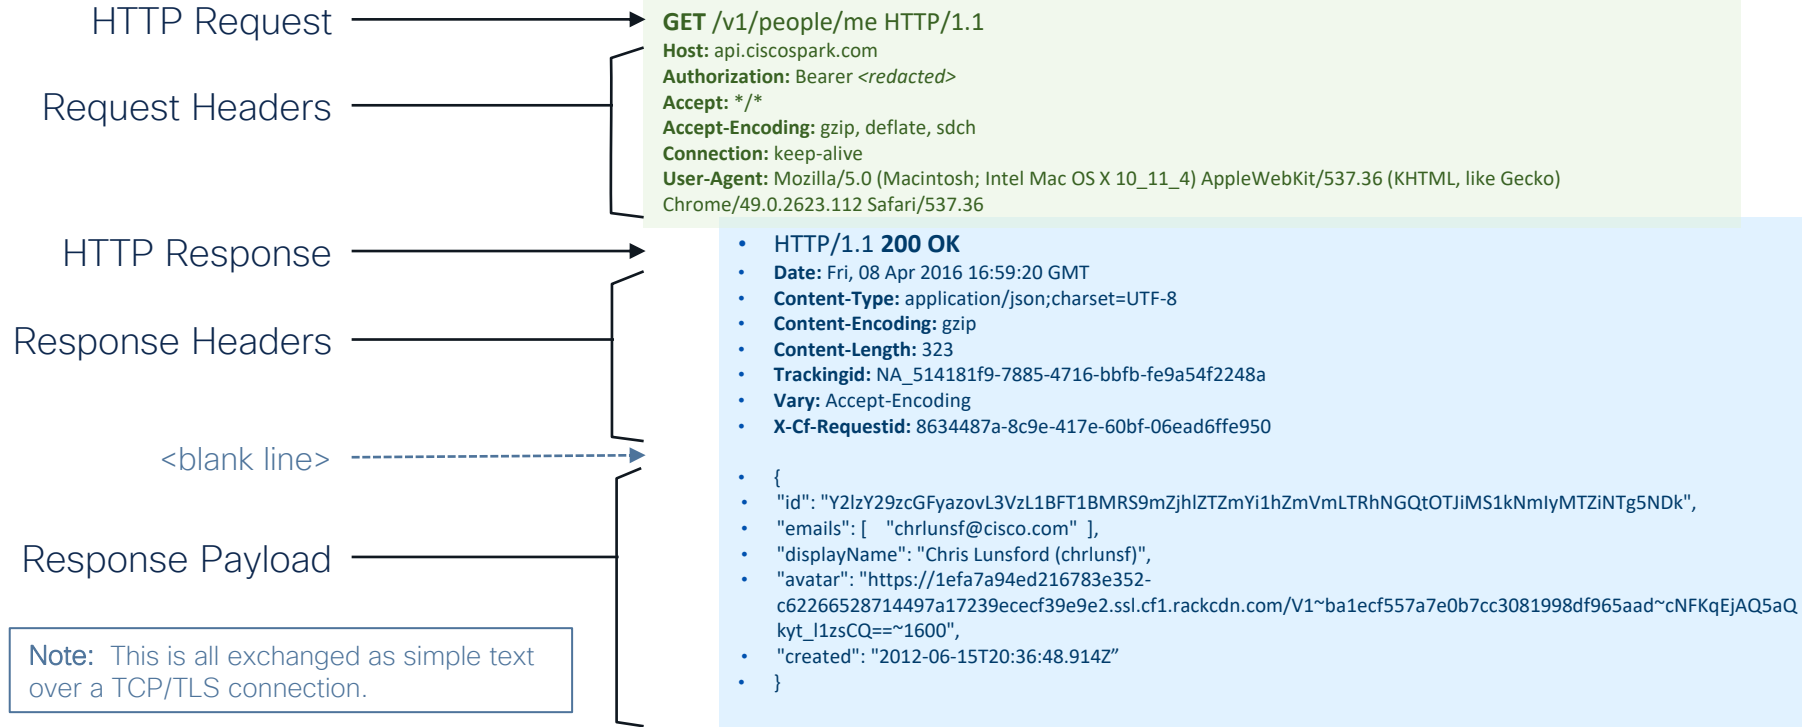 HTTP Request
GET /v1/people/me HTTP/1.1
Request Headers
Host: api.ciscospark.com
Authorization: Bearer <redacted>
Accept: */*
Accept-Encoding: gzip, deflate, sdch
Connection: keep-alive
User-Agent: Mozilla/5.0 (Macintosh; Intel Mac OS X 10_11_4) AppleWebKit/537.36 (KHTML, like Gecko)
Chrome/49.0.2623.112 Safari/537.36
HTTP Response
• HTTP/1.1 200 OK
Response Headers
• Date: Fri, 08 Apr 2016 16:59:20 GMT
• Content-Type: application/json;charset=UTF-8
• Content-Encoding: gzip
• Content-Length: 323
• Trackingid: NA_514181f9-7885-4716-bbfb-fe9a54f2248a
• Vary: Accept-Encoding
• X-Cf-Requestid: 8634487a-8c9e-417e-60bf-06ead6ffe950
<blank line>
Response Payload
• {
• "id": "Y2lzY29zcGFyazovL3VzL1BFT1BMRS9mZjhlZTZmYi1hZmVmLTRhNGQtOTJiMS1kNmIyMTZiNTg5NDk",
• "emails": [ "chrlunsf@cisco.com" ],
• "displayName": "Chris Lunsford (chrlunsf)",
• "avatar": "https://1efa7a94ed216783e352-
c62266528714497a17239ececf39e9e2.ssl.cf1.rackcdn.com/V1~ba1ecf557a7e0b7cc3081998df965aad~cNFKqEjAQ5aQ
kyt_l1zsCQ==~1600",
• "created": "2012-06-15T20:36:48.914Z”
• }
Note: This is all exchanged as simple text
over a TCP/TLS connection.